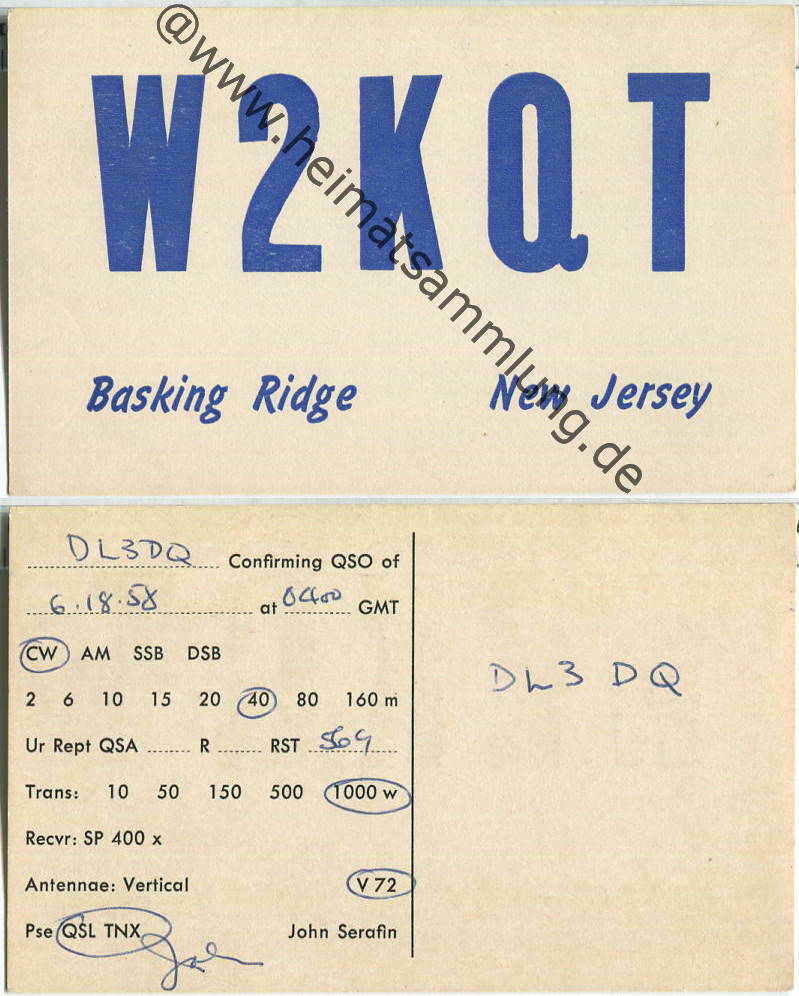 W2KQT
@www.heimatsammlung.de
Basking Ridge New Jersey
DL3DQ Confirming QSO of
6.18.58 at 0400 GMT
CW AM SSB DSB
2 6 10 15 20 40 80 160 m
Ur Rept QSA R RST 569
Trans: 10 50 150 500 1000 w
Recvr: SP 400 x
Antennae: Vertical V 72
Pse QSL TNX John Serafin
John
DL3DQ